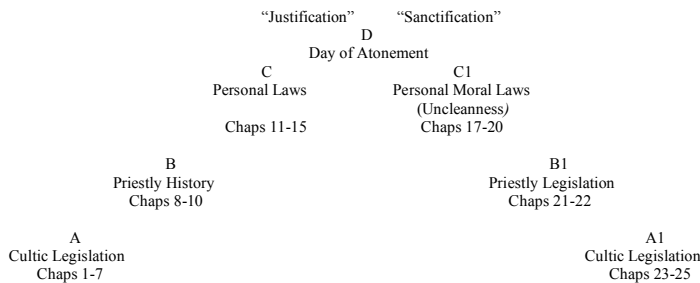 “Justification” “Sanctification”
D
Day of Atonement
C C1
Personal Laws Personal Moral Laws
(Uncleanness)
Chaps 11-15 Chaps 17-20
B B1
Priestly History Priestly Legislation
Chaps 8-10 Chaps 21-22
A A1
Cultic Legislation Cultic Legislation
Chaps 1-7 Chaps 23-25